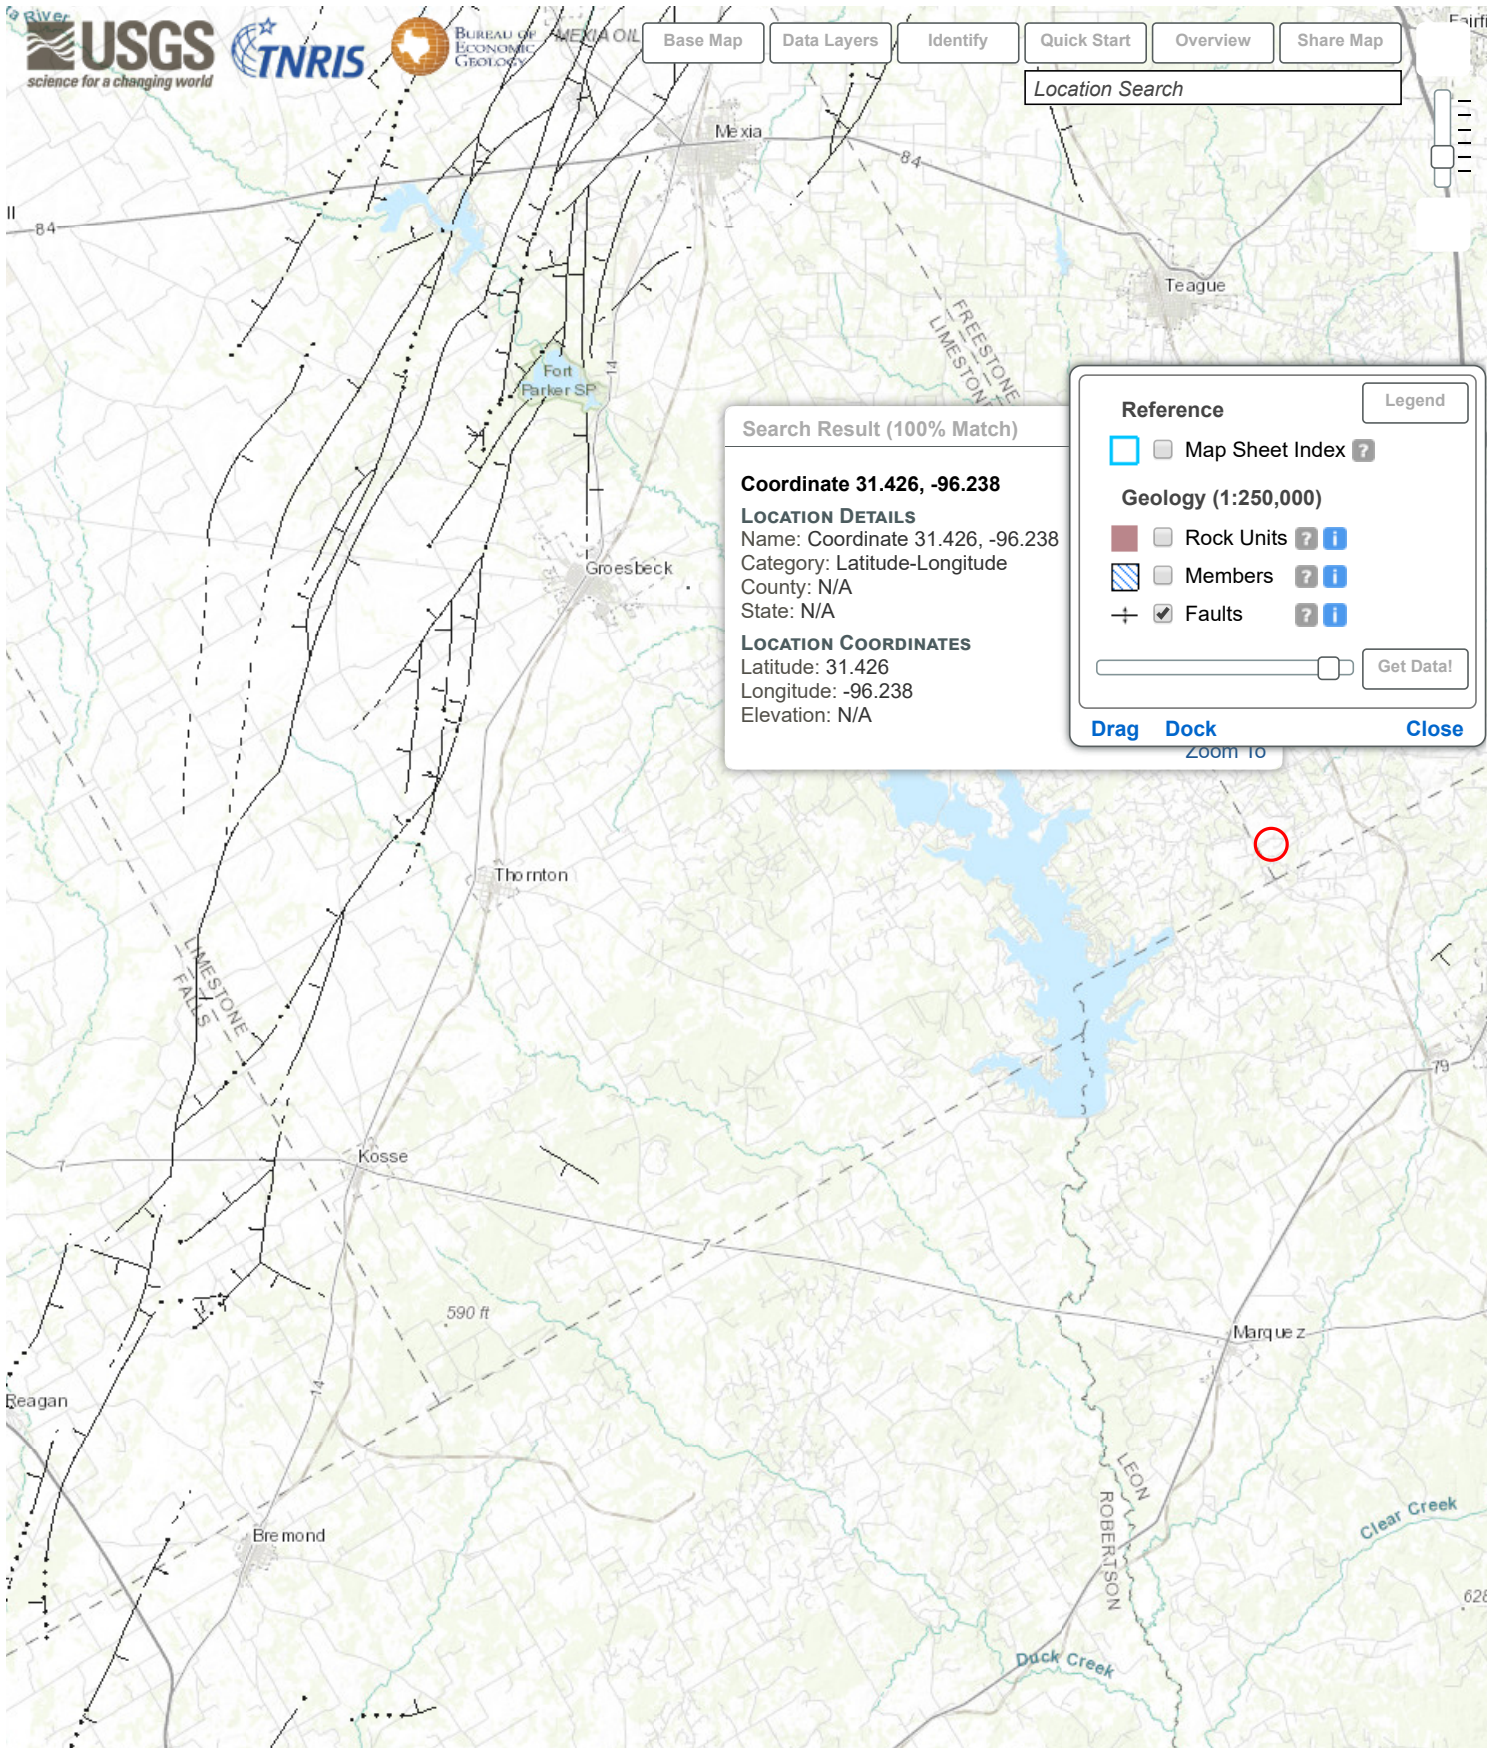 River
USGS
science for a changing world
TNRIS
BUREAU OF
ECONOMIC
GEOLOGY
MEXIA OIL
Base Map
Data Layers
Identify
Quick Start
Overview
Share Map
Location Search
Mexia
84
84
Teague
FREESTONE
LIMESTONE
14
Fort
Parker SP
Search Result (100% Match)
Coordinate 31.426, -96.238
LOCATION DETAILS
Name: Coordinate 31.426, -96.238
Category: Latitude-Longitude
County: N/A
State: N/A
LOCATION COORDINATES
Latitude: 31.426
Longitude: -96.238
Elevation: N/A
Zoom To
Reference
Legend
Map Sheet Index ?
Geology (1:250,000)
Rock Units ? i
Members ? i
Faults ? i
Get Data!
Drag Dock Close
Groesbeck
Thornton
LIMESTONE
FALLS
79
7
Kosse
7
590 ft
Marquez
Reagan
14
LEON
ROBERTSON
Clear Creek
Bremond
628
Duck Creek